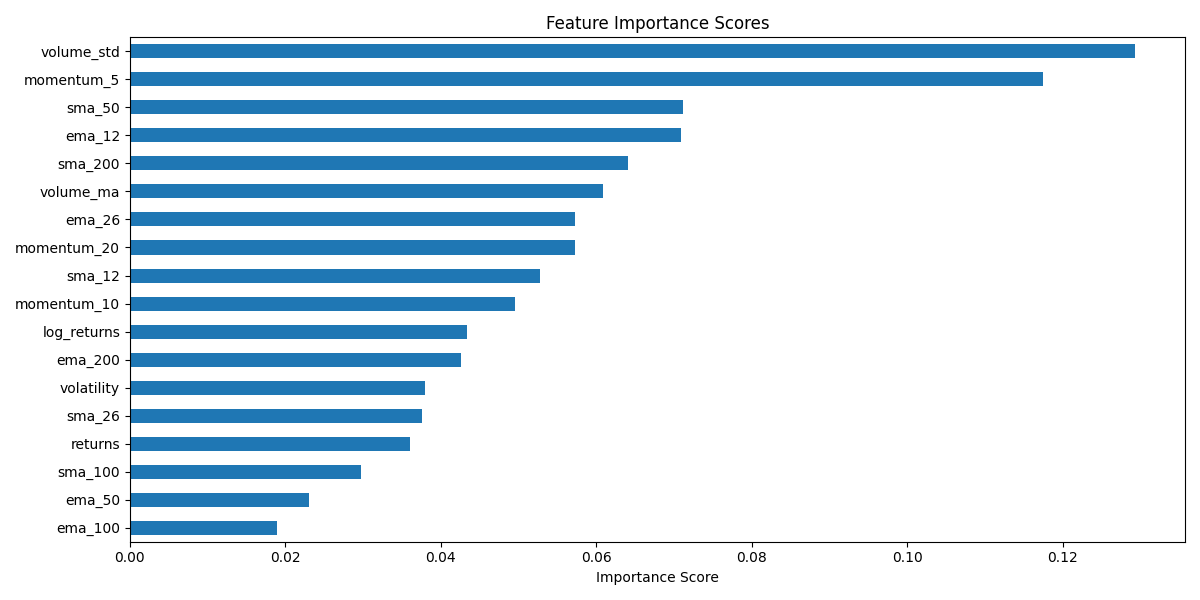 Feature Importance Scores
volume_std
momentum_5
sma_50
ema_12
sma_200
volume_ma
ema_26
momentum_20
sma_12
momentum_10
log_returns
ema_200
volatility
sma_26
returns
sma_100
ema_50
ema_100
0.00 0.02 0.04 0.06 0.08 0.10 0.12
Importance Score